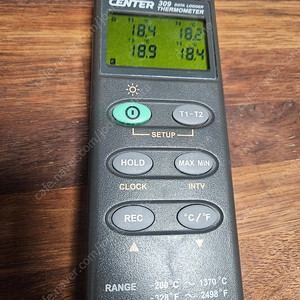 CENTER 309 DATA LOGGER
THERMOMETER
18.4 18.2
18.9 18.4
T1-T2
SETUP
HOLD MAX MIN
CLOCK INTV
REC °C/°F
RANGE -200°C ~ 1370°C
-328°F ~ 2498°F